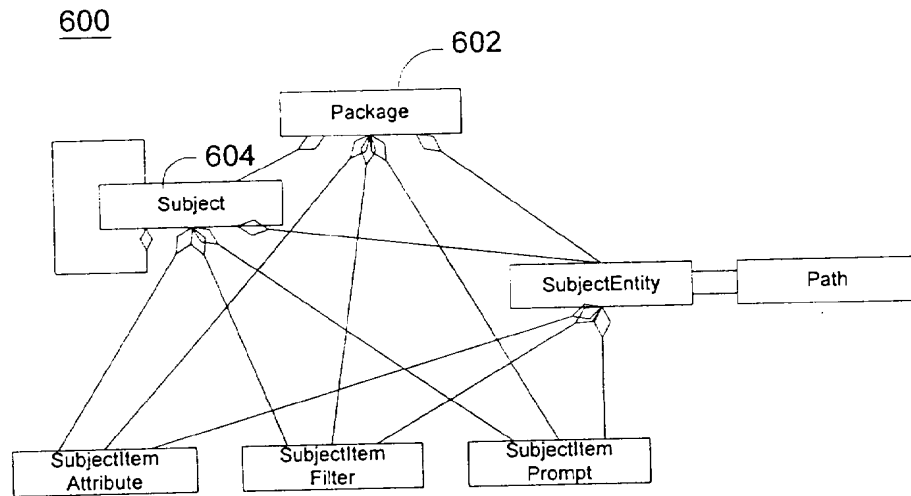 600
602
Package
604
Subject
SubjectEntity
Path
SubjectItem
Attribute
SubjectItem
Filter
SubjectItem
Prompt